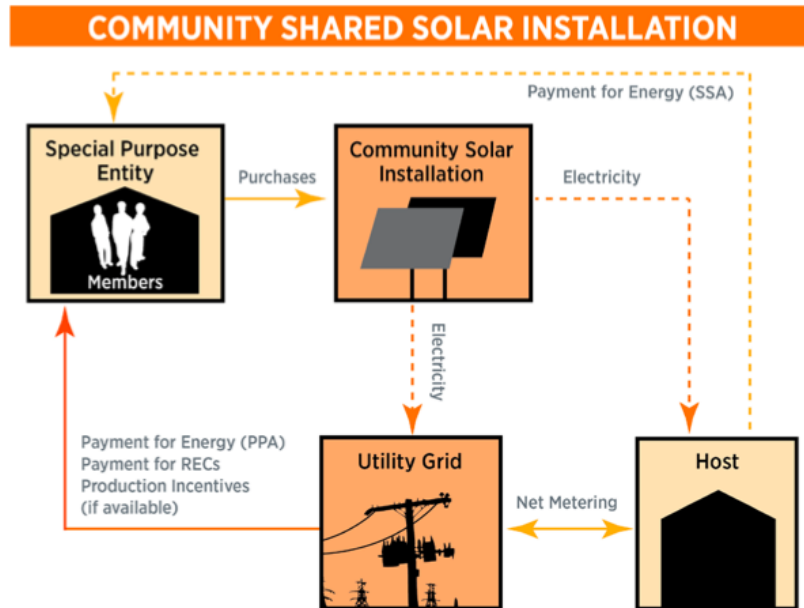 COMMUNITY SHARED SOLAR INSTALLATION
Payment for Energy (SSA)
Special Purpose
Entity
Members
Purchases
Community Solar
Installation
Electricity
Electricity
Payment for Energy (PPA)
Payment for RECs
Production Incentives
(if available)
Utility Grid
Net Metering
Host